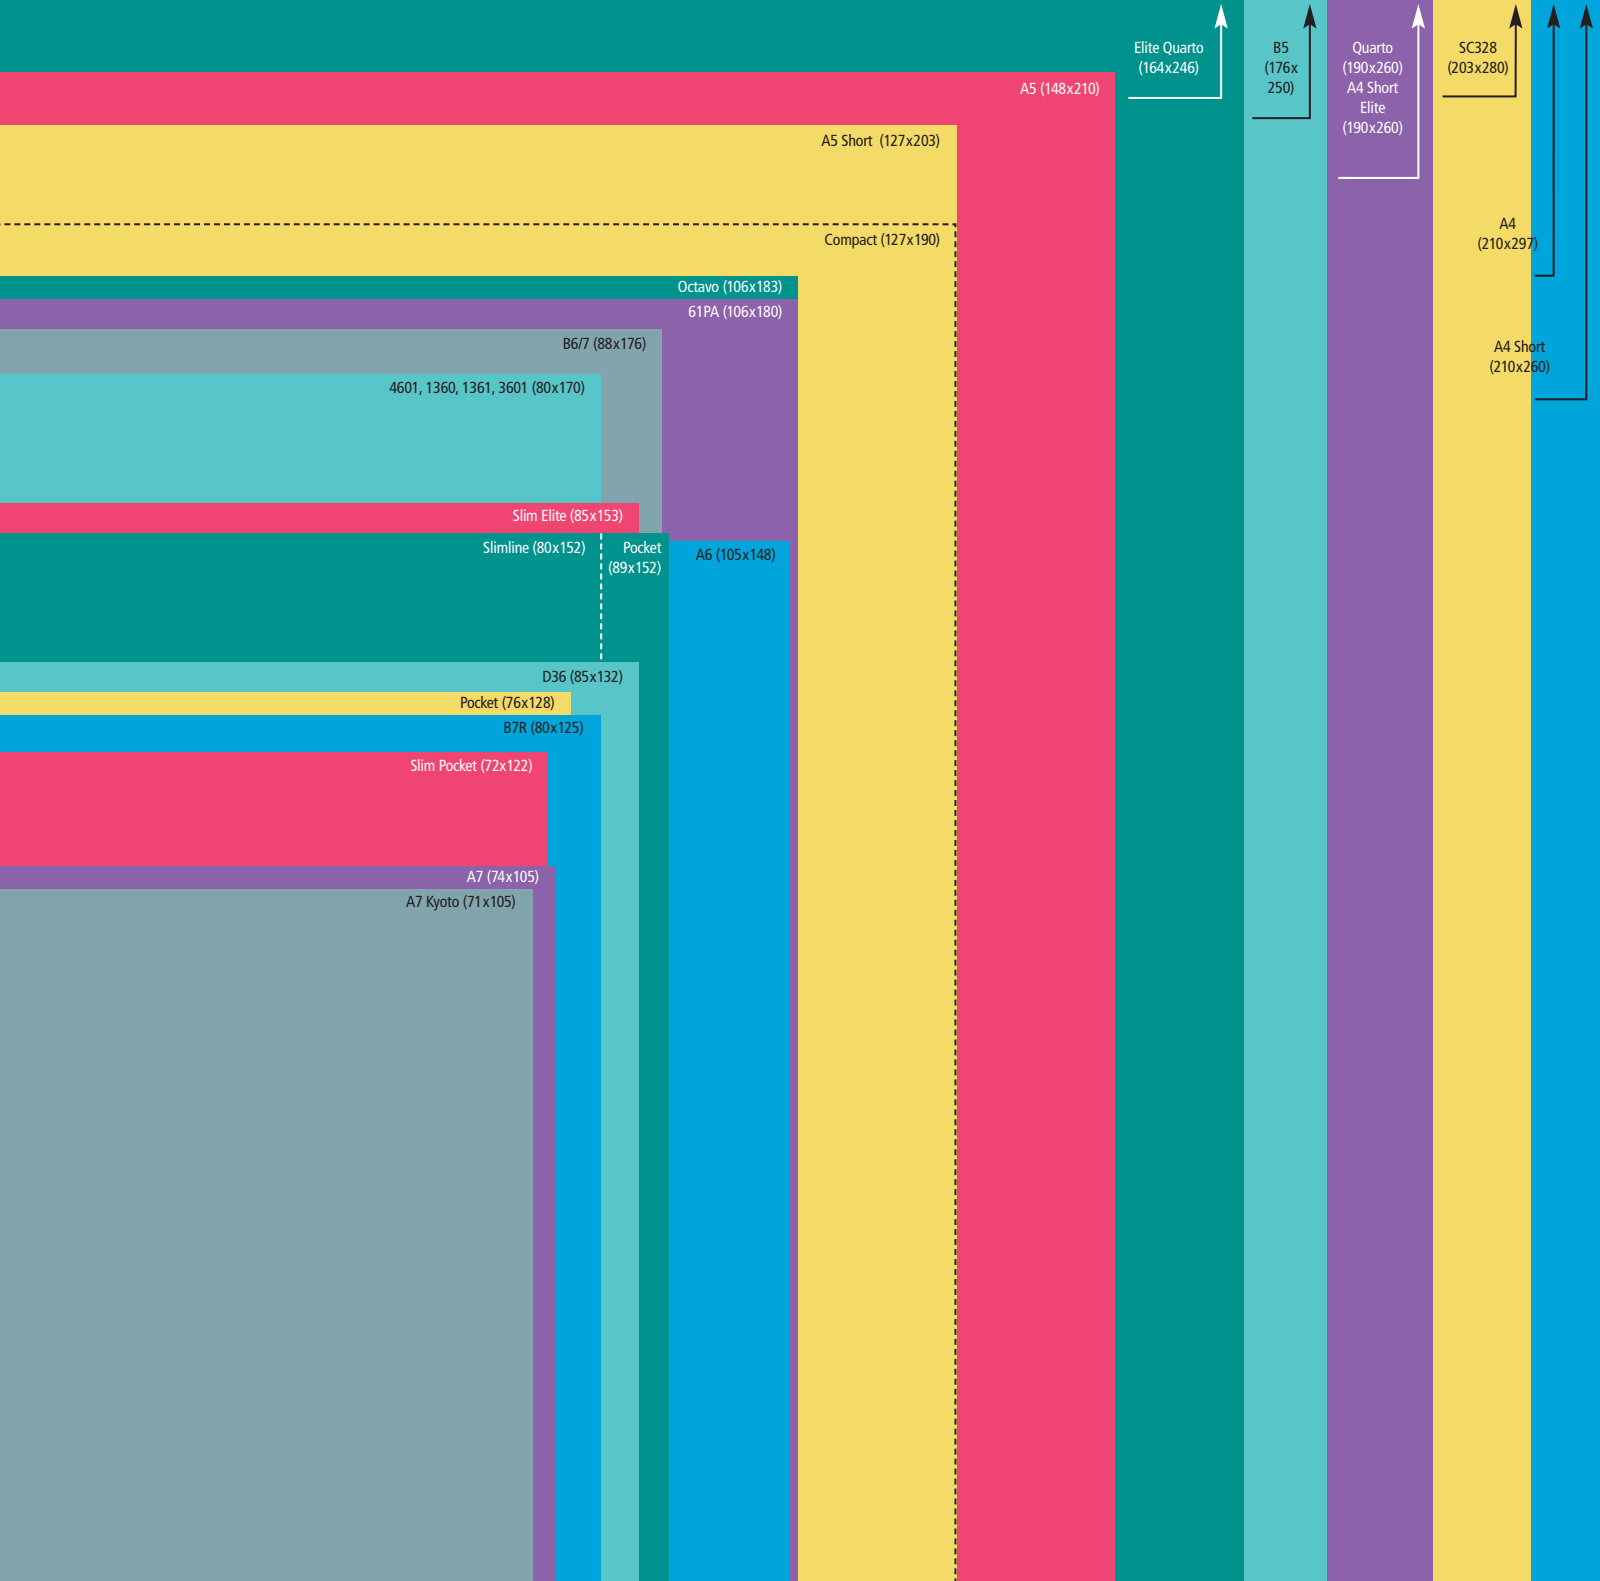 Elite Quarto
(164x246)
B5
(176x
250)
Quarto
(190x260)
A4 Short
Elite
(190x260)
SC328
(203x280)
A5 (148x210)
A5 Short (127x203)
A4
(210x297)
Compact (127x190)
Octavo (106x183)
61PA (106x180)
B6/7 (88x176)
A4 Short
(210x260)
4601, 1360, 1361, 3601 (80x170)
Slim Elite (85x153)
Slimline (80x152)
Pocket
(89x152)
A6 (105x148)
D36 (85x132)
Pocket (76x128)
B7R (80x125)
Slim Pocket (72x122)
A7 (74x105)
A7 Kyoto (71x105)